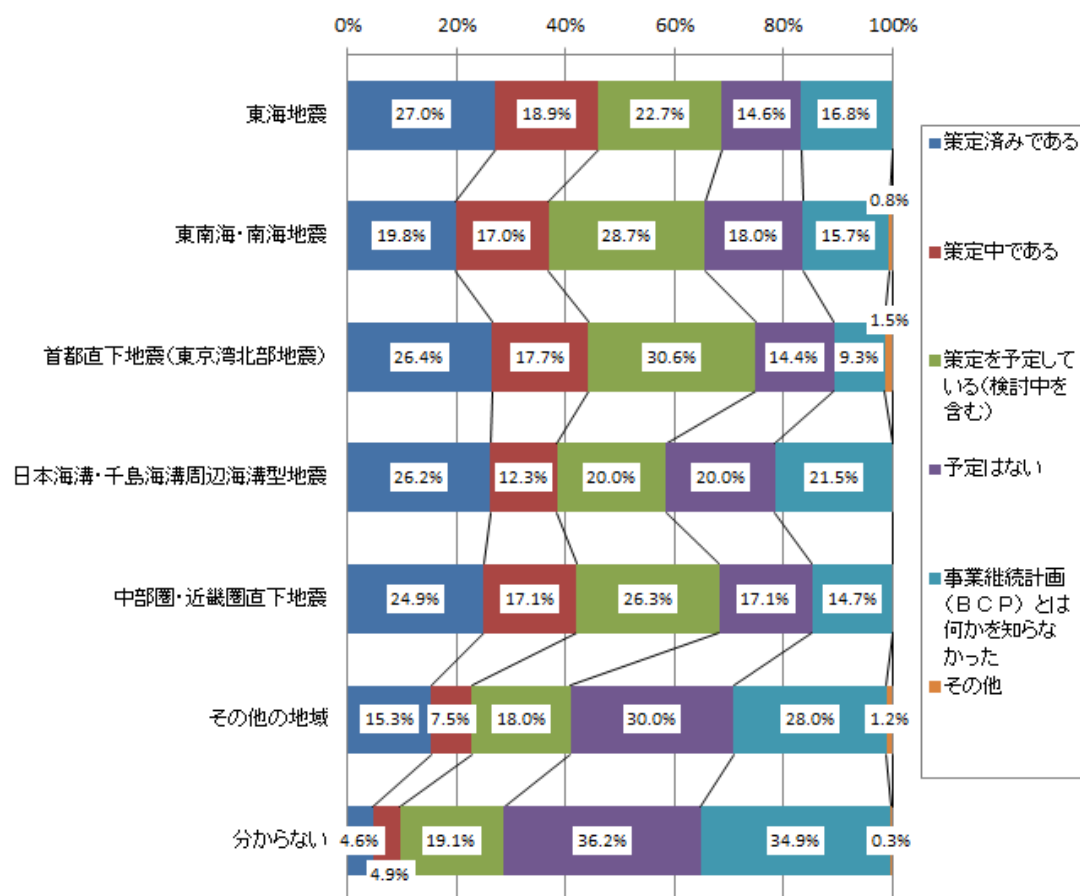 0% 20% 40% 60% 80% 100%
東海地震
27.0% 18.9% 22.7% 14.6% 16.8%
東南海・南海地震
19.8% 17.0% 28.7% 18.0% 15.7% 0.8%
首都直下地震(東京湾北部地震)
26.4% 17.7% 30.6% 14.4% 9.3% 1.5%
日本海溝・千島海溝周辺海溝型地震
26.2% 12.3% 20.0% 20.0% 21.5%
中部圏・近畿圏直下地震
24.9% 17.1% 26.3% 17.1% 14.7%
その他の地域
15.3% 7.5% 18.0% 30.0% 28.0% 1.2%
分からない
4.6% 4.9% 19.1% 36.2% 34.9% 0.3%
策定済みである
策定中である
策定を予定して
いる(検討中を
含む)
予定はない
事業継続計画
(BCP)とは
何かを知らな
かった
その他